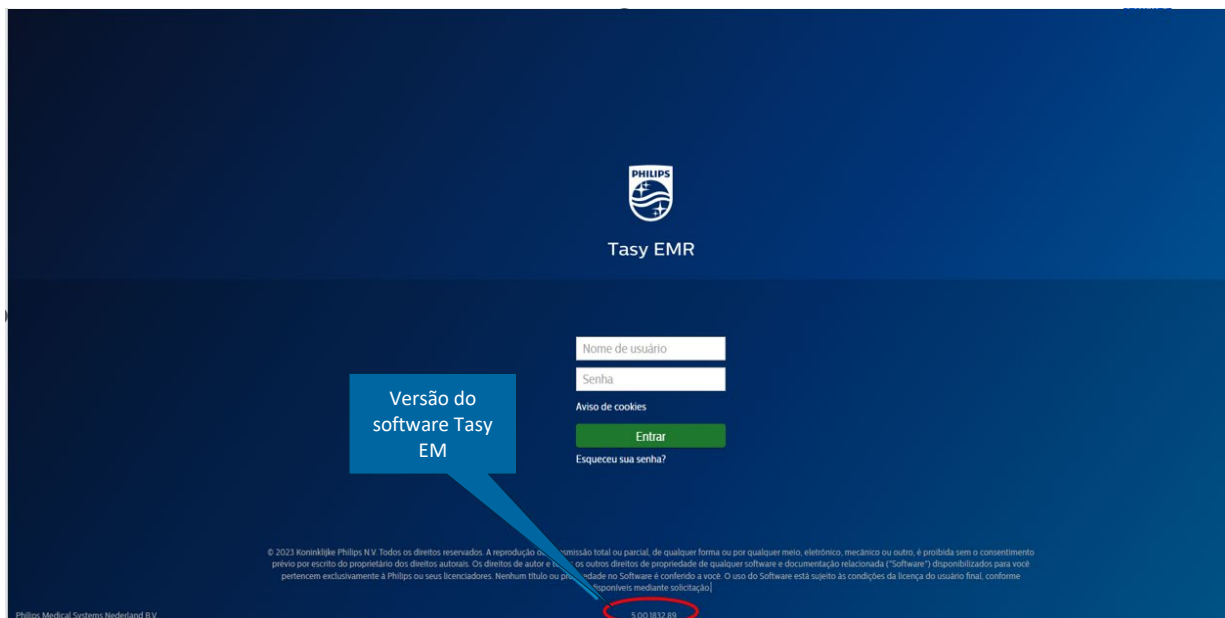 PHILIPS
Tasy EMR
Nome de usuário
Senha
Versão do
software Tasy
EM
Aviso de cookies
Entrar
Esqueceu sua senha?
© 2023 Koninklijke Philips N.V. Todos os direitos reservados. A reprodução ou missão total ou parcial, de qualquer forma ou por qualquer meio, eletrônico, mecânico ou outro, é proibida sem o consentimento
prévio por escrito do proprietário dos direitos autorais. Os direitos de autor e os outros direitos de propriedade de qualquer software e documentação relacionada ("Software") disponibilizados para você
pertencem exclusivamente à Philips ou seus licenciadores. Nenhum título ou propriedade no Software é conferido a você. O uso do Software está sujeito às condições da licença do usuário final, conforme
disponíveis mediante solicitação
Philips Medical Systems Nederland B.V.
5.00.1832.89